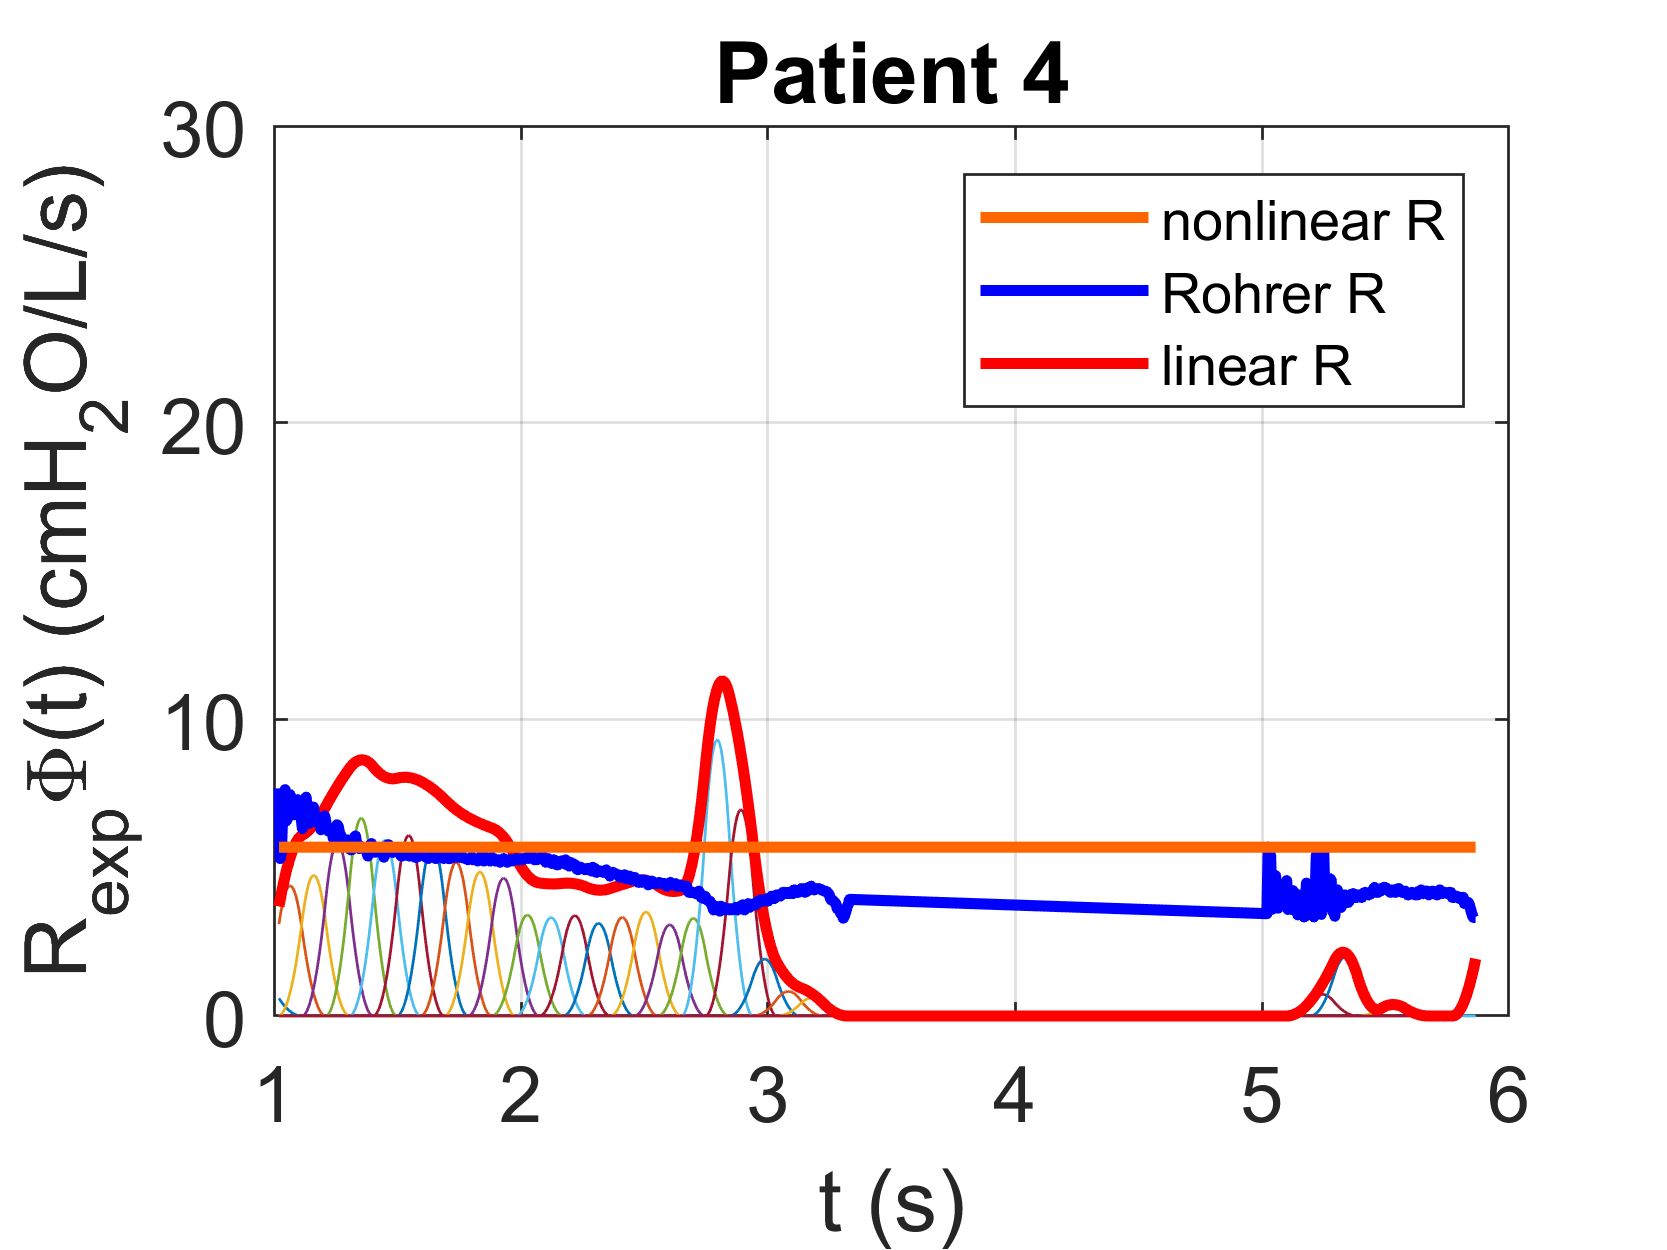 Patient 4
R_exp Φ(t) (cmH_2O/L/s)
30
20
10
0
nonlinear R
Rohrer R
linear R
1 2 3 4 5 6
t (s)